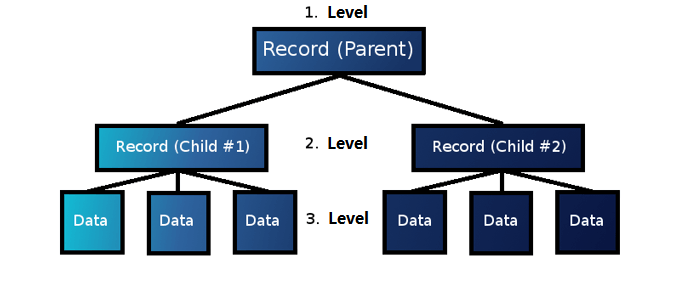 1. Level
Record (Parent)
Record (Child #1)
2. Level
Record (Child #2)
Data
Data
Data
3. Level
Data
Data
Data